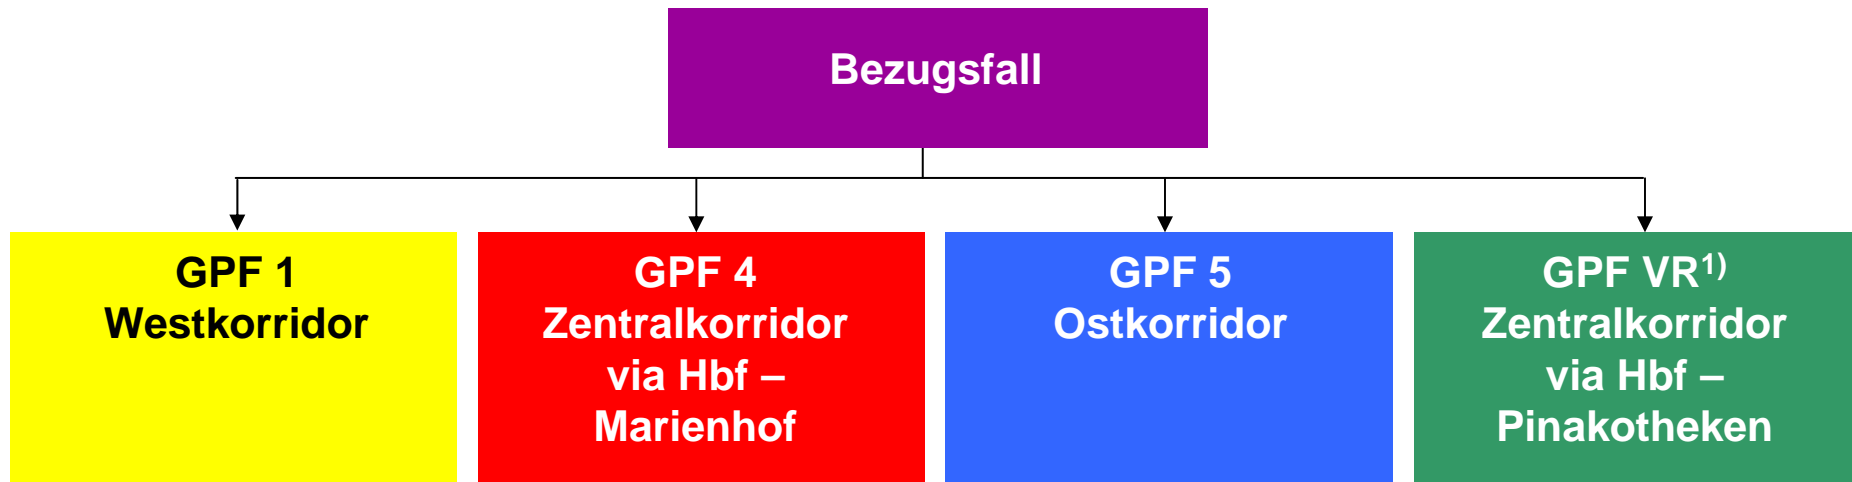 Bezugsfall
GPF 1
Westkorridor
GPF 4
Zentralkorridor
via Hbf –
Marienhof
GPF 5
Ostkorridor
GPF VR1)
Zentralkorridor
via Hbf –
Pinakotheken